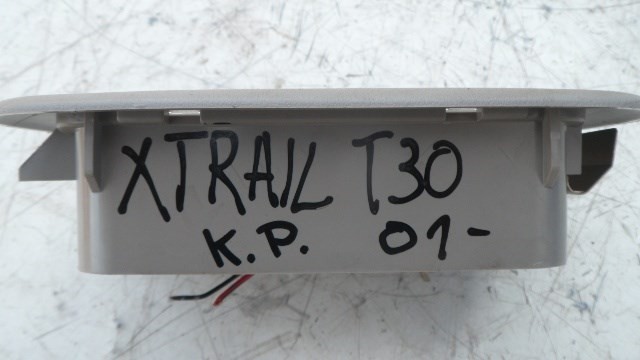 XTRAIL T30
K.P. 01-